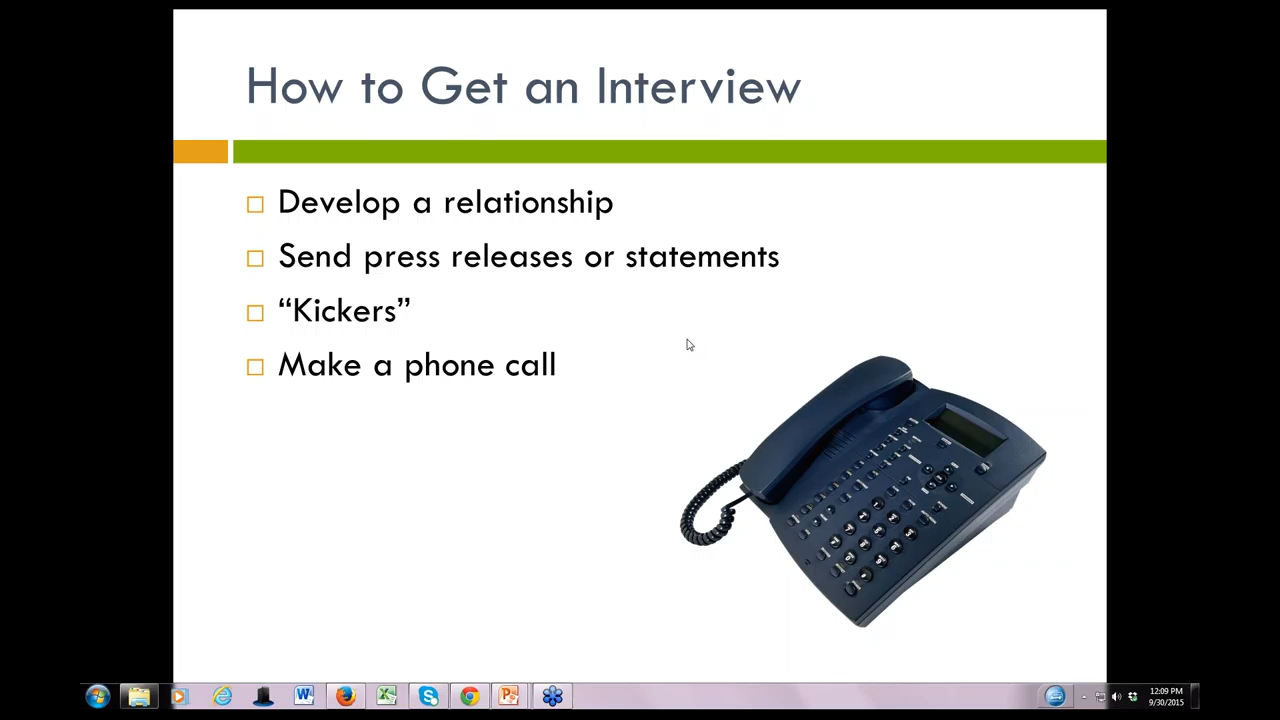 How to Get an Interview
Develop a relationship
Send press releases or statements
“Kickers”
Make a phone call
12:09 PM
9/30/2015